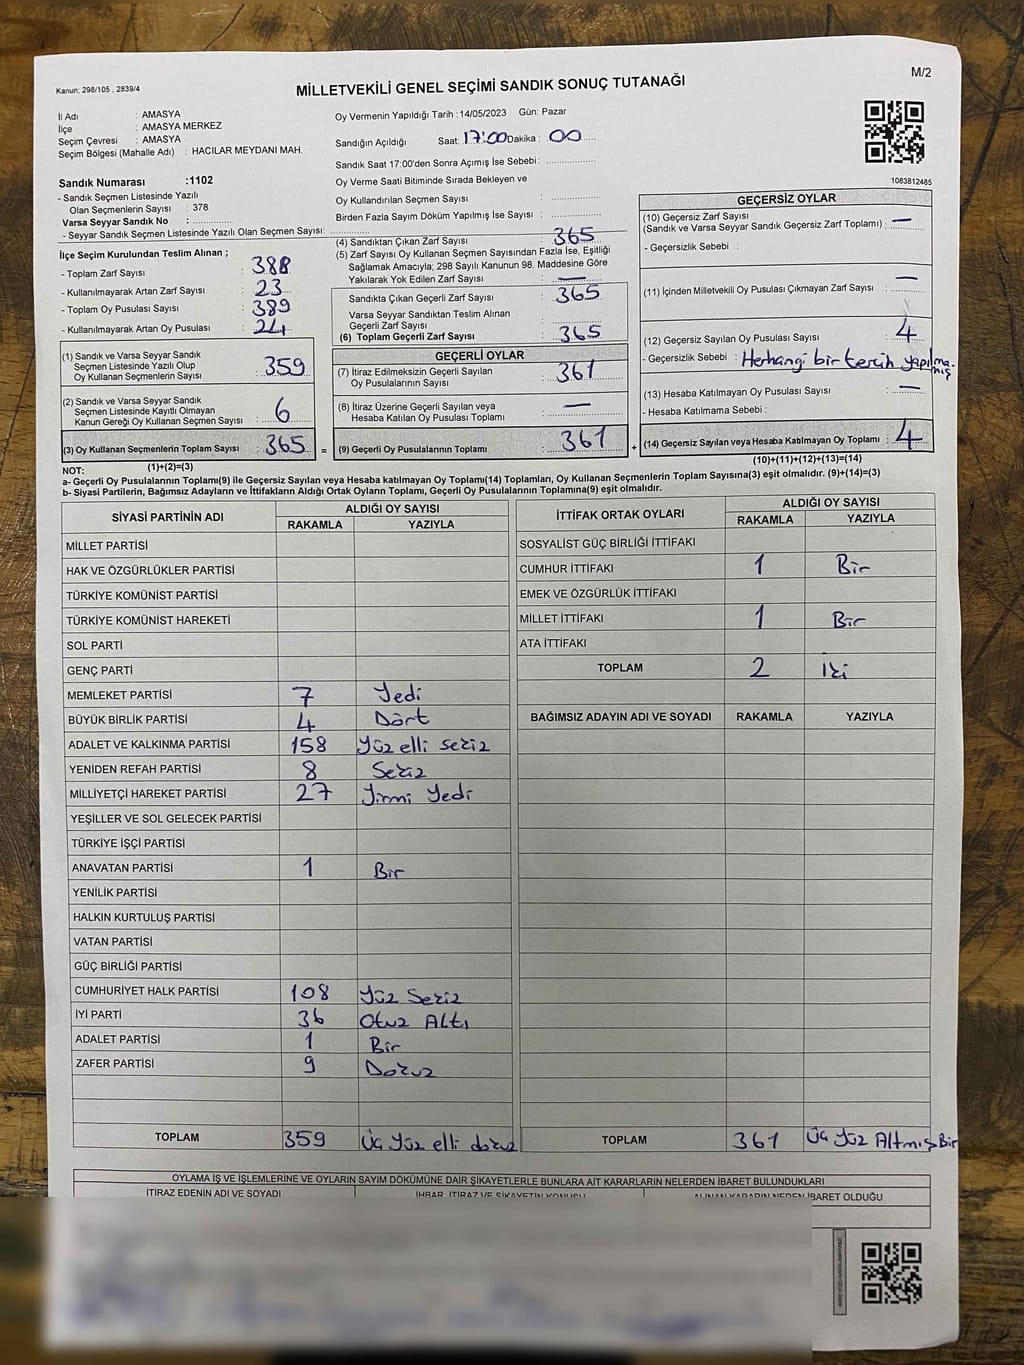 M/2
Kanun; 298/105 , 2839/4
MİLLETVEKİLİ GENEL SEÇİMİ SANDIK SONUÇ TUTANAĞI
İl Adı : AMASYA
İlçe : AMASYA MERKEZ
Seçim Çevresi : AMASYA
Seçim Bölgesi (Mahalle Adı) : HACILAR MEYDANI MAH.
Sandık Numarası :1102
- Sandık Seçmen Listesinde Yazılı
Olan Seçmenlerin Sayısı : 378
Varsa Seyyar Sandık No :
- Seyyar Sandık Seçmen Listesinde Yazılı Olan Seçmen Sayısı:
Oy Vermenin Yapıldığı Tarih :14/05/2023 Gün: Pazar
Sandığın Açıldığı Saat: 17:00 Dakika : 00
Sandık Saat 17:00'den Sonra Açımış İse Sebebi :
Oy Verme Saati Bitiminde Sırada Bekleyen ve
Oy Kullandırılan Seçmen Sayısı :
Birden Fazla Sayım Döküm Yapılmış İse Sayısı :
1083812485
İlçe Seçim Kurulundan Teslim Alınan ;
- Toplam Zarf Sayısı : 388
- Kullanılmayarak Artan Zarf Sayısı : 23
- Toplam Oy Pusulası Sayısı : 389
- Kullanılmayarak Artan Oy Pusulası : 24
(1) Sandık ve Varsa Seyyar Sandık
Seçmen Listesinde Yazılı Olup
Oy Kullanan Seçmenlerin Sayısı : 359
(2) Sandık ve Varsa Seyyar Sandık
Seçmen Listesinde Kayıtlı Olmayan
Kanun Gereği Oy Kullanan Seçmen Sayısı : 6
(3) Oy Kullanan Seçmenlerin Toplam Sayısı : 365
(1)+(2)=(3)
(4) Sandıktan Çıkan Zarf Sayısı : 365
(5) Zarf Sayısı Oy Kullanan Seçmen Sayısından Fazla İse, Eşitliği
Sağlamak Amacıyla; 298 Sayılı Kanunun 98. Maddesine Göre
Yakılarak Yok Edilen Zarf Sayısı : —
Sandıkta Çıkan Geçerli Zarf Sayısı : 365
Varsa Seyyar Sandıktan Teslim Alınan
Geçerli Zarf Sayısı :
(6) Toplam Geçerli Zarf Sayısı : 365
GEÇERLİ OYLAR
(7) İtiraz Edilmeksizin Geçerli Sayılan
Oy Pusulalarının Sayısı : 361
(8) İtiraz Üzerine Geçerli Sayılan veya
Hesaba Katılan Oy Pusulası Toplamı : —
= (9) Geçerli Oy Pusulalarının Toplamı : 361 +
GEÇERSİZ OYLAR
(10) Geçersiz Zarf Sayısı
(Sandık ve Varsa Seyyar Sandık Geçersiz Zarf Toplamı) : —
- Geçersizlik Sebebi :
(11) İçinden Milletvekili Oy Pusulası Çıkmayan Zarf Sayısı : —
(12) Geçersiz Sayılan Oy Pusulası Sayısı : 4
- Geçersizlik Sebebi : Herhangi bir tercih yapılmamış
(13) Hesaba Katılmayan Oy Pusulası Sayısı : —
- Hesaba Katılmama Sebebi :
(14) Geçersiz Sayılan veya Hesaba Katılmayan Oy Toplamı : 4
(10)+(11)+(12)+(13)=(14)
NOT:
a- Geçerli Oy Pusulalarının Toplamı(9) ile Geçersiz Sayılan veya Hesaba Katılmayan Oy Toplamı(14) Toplamları, Oy Kullanan Seçmenlerin Toplam Sayısına(3) eşit olmalıdır. (9)+(14)=(3)
b- Siyasi Partilerin, Bağımsız Adayların ve İttifakların Aldığı Ortak Oyların Toplamı, Geçerli Oy Pusulalarının Toplamına(9) eşit olmalıdır.
SİYASİ PARTİNİN ADI ALDIĞI OY SAYISI
RAKAMLA YAZIYLA
MİLLET PARTİSİ
HAK VE ÖZGÜRLÜKLER PARTİSİ
TÜRKİYE KOMÜNİST PARTİSİ
TÜRKİYE KOMÜNİST HAREKETİ
SOL PARTİ
GENÇ PARTİ
MEMLEKET PARTİSİ 7 Yedi
BÜYÜK BİRLİK PARTİSİ 4 Dört
ADALET VE KALKINMA PARTİSİ 158 Yüz elli sekiz
YENİDEN REFAH PARTİSİ 8 Sekiz
MİLLİYETÇİ HAREKET PARTİSİ 27 Yirmi Yedi
YEŞİLLER VE SOL GELECEK PARTİSİ
TÜRKİYE İŞÇİ PARTİSİ
ANAVATAN PARTİSİ 1 Bir
YENİLİK PARTİSİ
HALKIN KURTULUŞ PARTİSİ
VATAN PARTİSİ
GÜÇ BİRLİĞİ PARTİSİ
CUMHURİYET HALK PARTİSİ 108 Yüz Sekiz
İYİ PARTİ 36 Otuz Altı
ADALET PARTİSİ 1 Bir
ZAFER PARTİSİ 9 Dokuz
TOPLAM 359 Üç Yüz elli dokuz
İTTİFAK ORTAK OYLARI ALDIĞI OY SAYISI
RAKAMLA YAZIYLA
SOSYALİST GÜÇ BİRLİĞİ İTTİFAKI
CUMHUR İTTİFAKI 1 Bir
EMEK VE ÖZGÜRLÜK İTTİFAKI
MİLLET İTTİFAKI 1 Bir
ATA İTTİFAKI
TOPLAM 2 İki
BAĞIMSIZ ADAYIN ADI VE SOYADI RAKAMLA YAZIYLA
TOPLAM 361 Üç Yüz Altmış Bir
OYLAMA İŞ VE İŞLEMLERİNE VE OYLARIN SAYIM DÖKÜMÜNE DAİR ŞİKAYETLERLE BUNLARA AİT KARARLARIN NELERDEN İBARET BULUNDUKLARI
İTİRAZ EDENİN ADI VE SOYADI İHBAR, İTİRAZ VE ŞİKAYETİN KONUSU ALINAN KARARIN NEDEN İBARET OLDUĞU